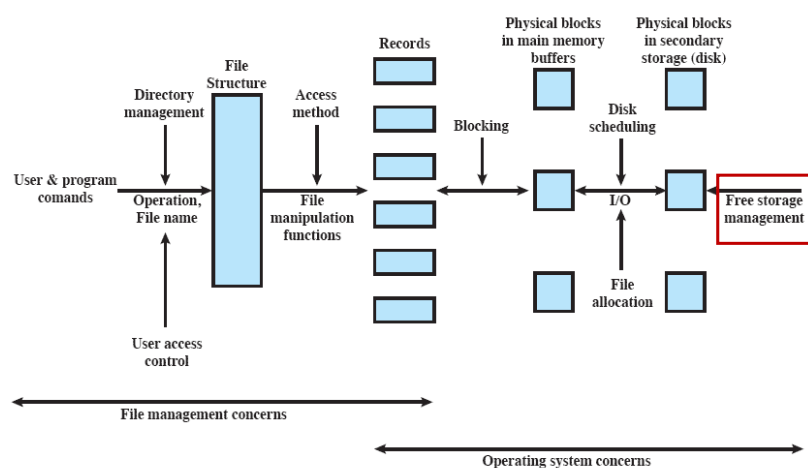 Physical blocks
in main memory
buffers
Physical blocks
in secondary
storage (disk)
Records
File
Structure
Directory
management
Access
method
Blocking
Disk
scheduling
User & program
comands
Operation,
File name
File
manipulation
functions
I/O
Free storage
management
File
allocation
User access
control
File management concerns
Operating system concerns